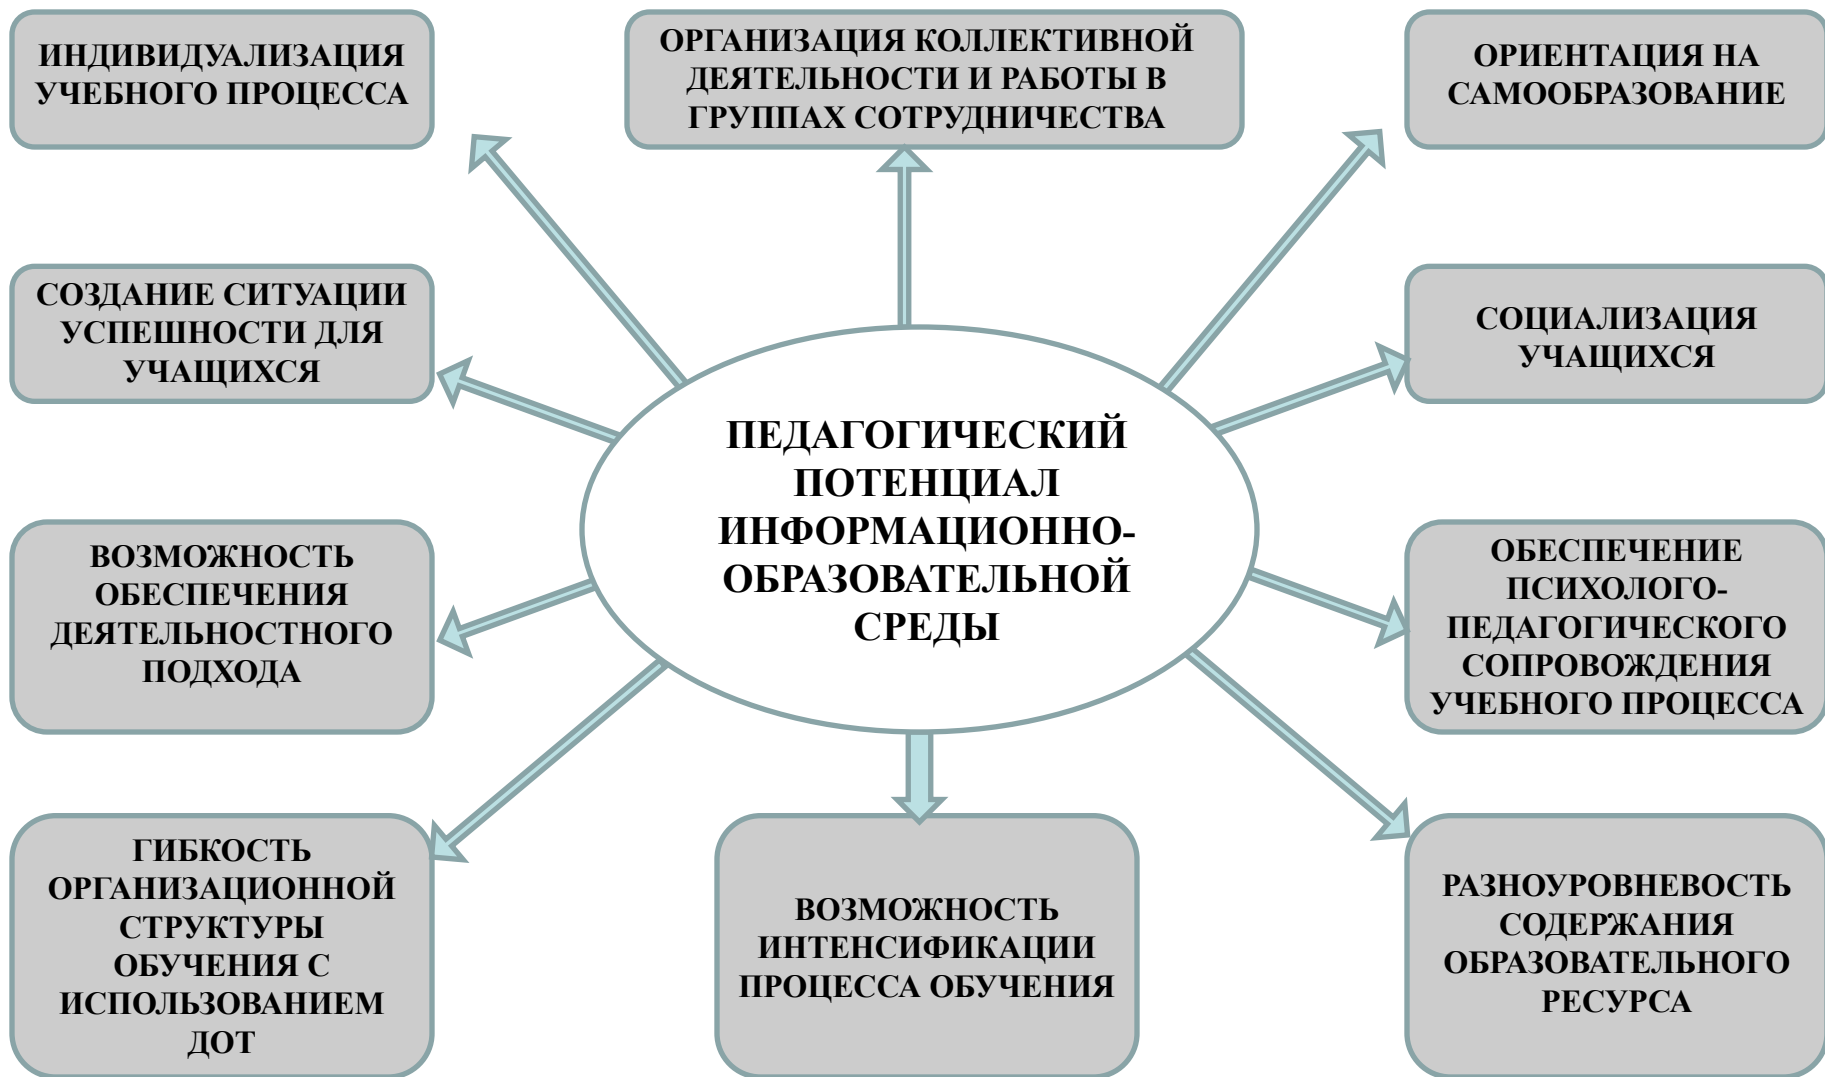 ИНДИВИДУАЛИЗАЦИЯ
УЧЕБНОГО ПРОЦЕССА
ОРГАНИЗАЦИЯ КОЛЛЕКТИВНОЙ
ДЕЯТЕЛЬНОСТИ И РАБОТЫ В
ГРУППАХ СОТРУДНИЧЕСТВА
ОРИЕНТАЦИЯ НА
САМООБРАЗОВАНИЕ
СОЗДАНИЕ СИТУАЦИИ
УСПЕШНОСТИ ДЛЯ
УЧАЩИХСЯ
СОЦИАЛИЗАЦИЯ
УЧАЩИХСЯ
ПЕДАГОГИЧЕСКИЙ
ПОТЕНЦИАЛ
ИНФОРМАЦИОННО-
ОБРАЗОВАТЕЛЬНОЙ
СРЕДЫ
ВОЗМОЖНОСТЬ
ОБЕСПЕЧЕНИЯ
ДЕЯТЕЛЬНОСТНОГО
ПОДХОДА
ОБЕСПЕЧЕНИЕ
ПСИХОЛОГО-
ПЕДАГОГИЧЕСКОГО
СОПРОВОЖДЕНИЯ
УЧЕБНОГО ПРОЦЕССА
ГИБКОСТЬ
ОРГАНИЗАЦИОННОЙ
СТРУКТУРЫ
ОБУЧЕНИЯ С
ИСПОЛЬЗОВАНИЕМ
ДОТ
ВОЗМОЖНОСТЬ
ИНТЕНСИФИКАЦИИ
ПРОЦЕССА ОБУЧЕНИЯ
РАЗНОУРОВНЕВОСТЬ
СОДЕРЖАНИЯ
ОБРАЗОВАТЕЛЬНОГО
РЕСУРСА